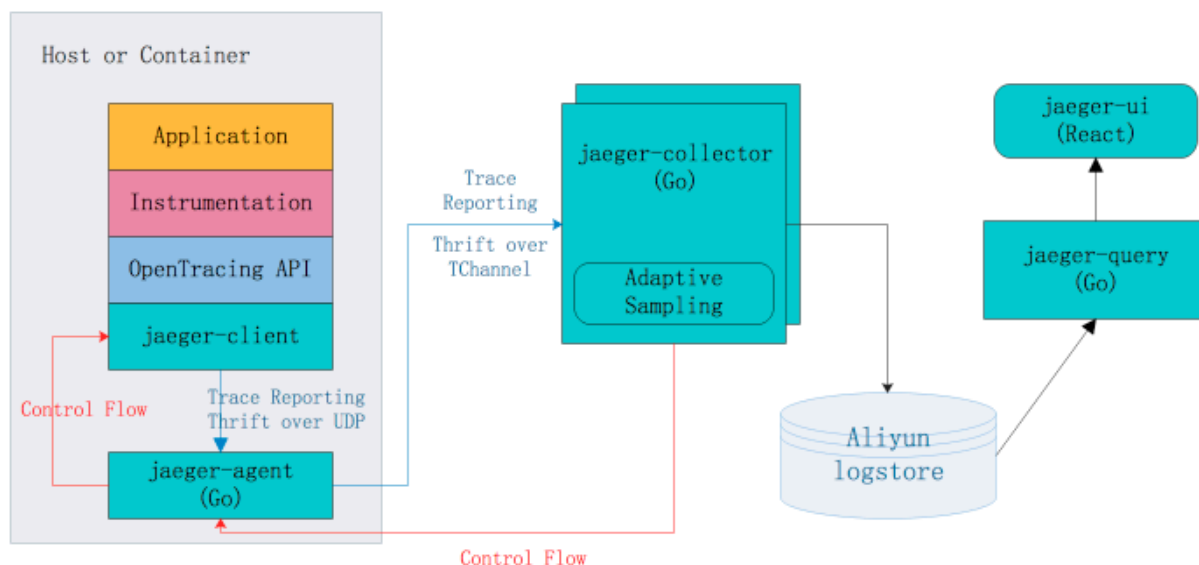 Host or Container
Application
Instrumentation
OpenTracing API
jaeger-client
Control Flow
Trace Reporting
Thrift over UDP
jaeger-agent
(Go)
Trace
Reporting
Thrift over
TChannel
jaeger-collector
(Go)
Adaptive
Sampling
Control Flow
Aliyun
logstore
jaeger-ui
(React)
jaeger-query
(Go)